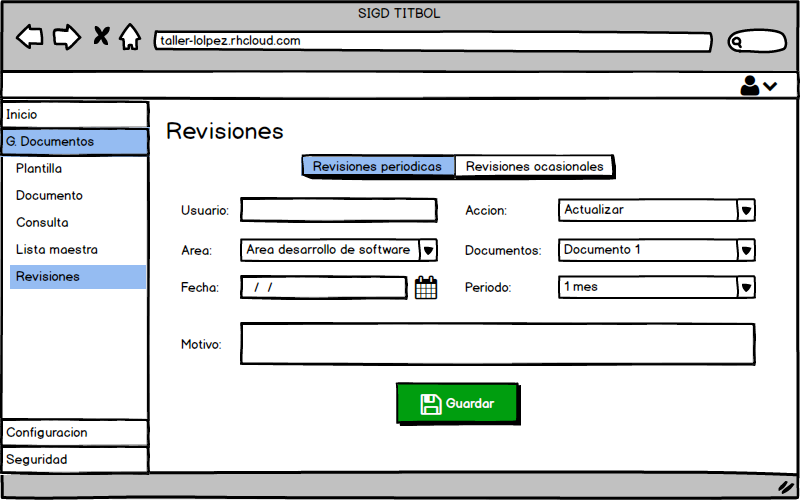 SIGD TITBOL
taller-lolpez.rhcloud.com
Inicio
G. Documentos
Plantilla
Documento
Consulta
Lista maestra
Revisiones
Configuracion
Seguridad
Revisiones
Revisiones periodicas Revisiones ocasionales
Usuario: Accion: Actualizar
Area: Area desarrollo de software Documentos: Documento 1
Fecha: / / Periodo: 1 mes
Motivo:
Guardar